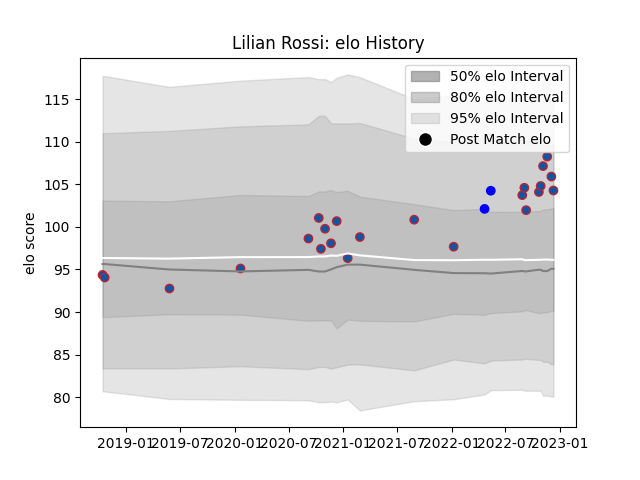 Lilian Rossi: elo History
50% elo Interval
80% elo Interval
95% elo Interval
Post Match elo
elo score
115
110
105
100
95
90
85
80
2019-01 2019-07 2020-01 2020-07 2021-01 2021-07 2022-01 2022-07 2023-01